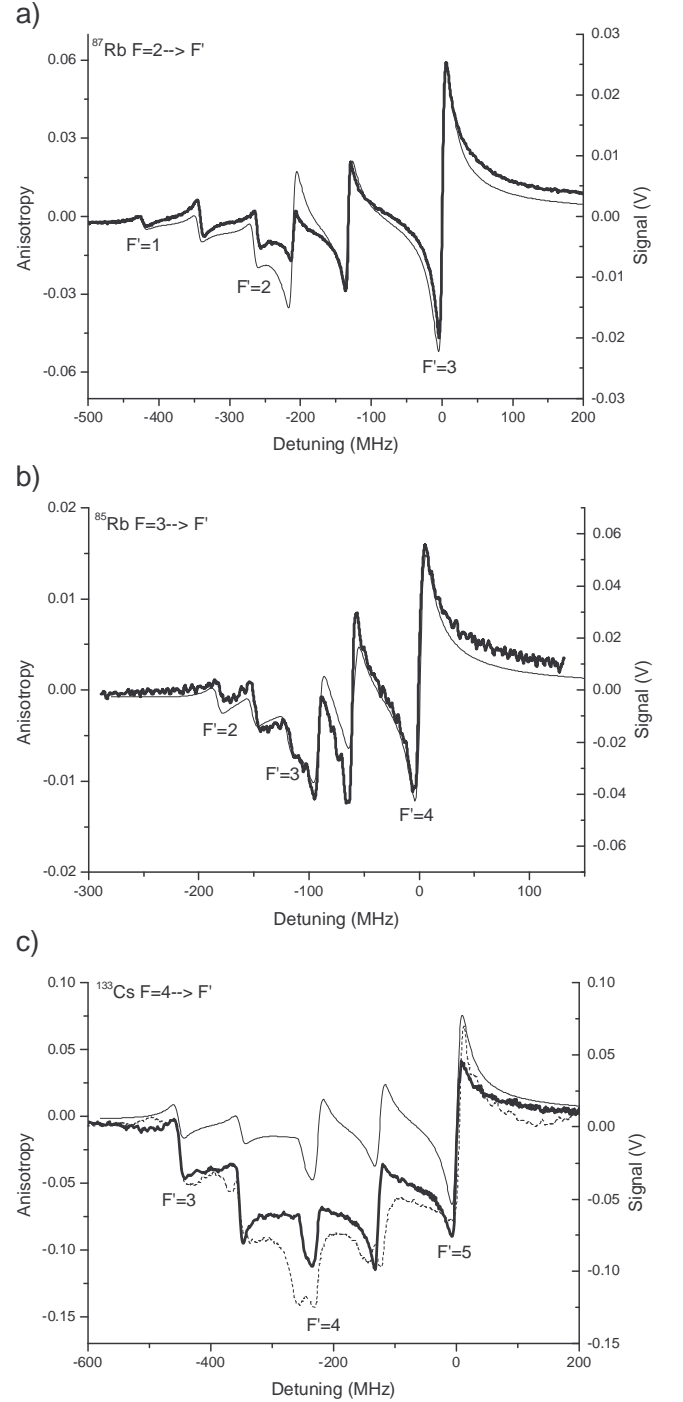 a)
⁸⁷Rb F=2--> F'
0.06
0.03
0.00
-0.03
-0.06
Anisotropy
0.03
0.02
0.01
0.00
-0.01
-0.02
-0.03
Signal (V)
F'=1
F'=2
F'=3
-500 -400 -300 -200 -100 0 100 200
Detuning (MHz)
b)
⁸⁵Rb F=3--> F'
0.02
0.01
0.00
-0.01
-0.02
Anisotropy
0.06
0.04
0.02
0.00
-0.02
-0.04
-0.06
Signal (V)
F'=2
F'=3
F'=4
-300 -200 -100 0 100
Detuning (MHz)
c)
¹³³Cs F=4--> F'
0.10
0.05
0.00
-0.05
-0.10
-0.15
Anisotropy
0.10
0.05
0.00
-0.05
-0.10
-0.15
Signal (V)
F'=3
F'=5
F'=4
-600 -400 -200 0 200
Detuning (MHz)